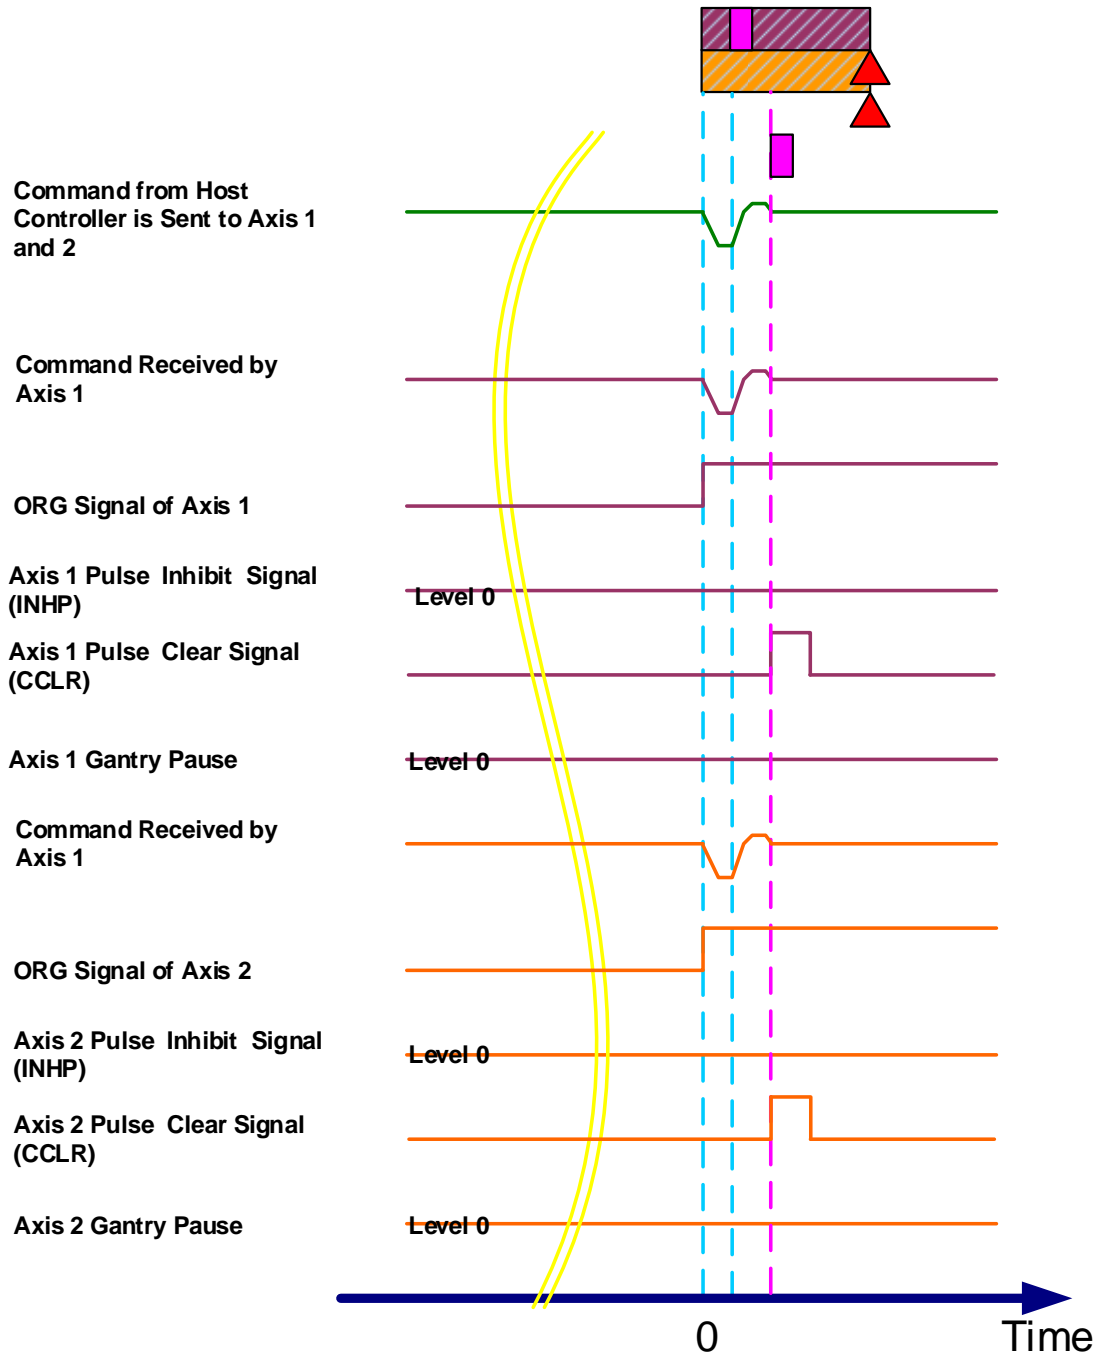 Command from Host
Controller is Sent to Axis 1
and 2
Command Received by
Axis 1
ORG Signal of Axis 1
Axis 1 Pulse Inhibit Signal
(INHP)
Level 0
Axis 1 Pulse Clear Signal
(CCLR)
Axis 1 Gantry Pause
Level 0
Command Received by
Axis 1
ORG Signal of Axis 2
Axis 2 Pulse Inhibit Signal
(INHP)
Level 0
Axis 2 Pulse Clear Signal
(CCLR)
Axis 2 Gantry Pause
Level 0
0
Time